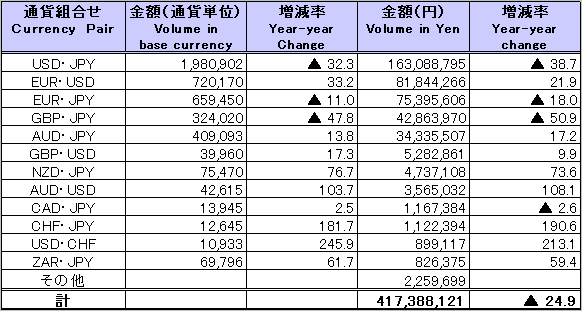 通貨組合せ 金額(通貨単位) 増減率 金額(円) 増減率
Currency Pair Volume in base currency Year-year Change Volume in Yen Year-year change
USD・JPY 1,980,902 ▲ 32.3 163,088,795 ▲ 38.7
EUR・USD 720,170 33.2 81,844,266 21.9
EUR・JPY 659,450 ▲ 11.0 75,395,606 ▲ 18.0
GBP・JPY 324,020 ▲ 47.8 42,863,970 ▲ 50.9
AUD・JPY 409,093 13.8 34,335,507 17.2
GBP・USD 39,960 17.3 5,282,861 9.9
NZD・JPY 75,470 76.7 4,737,108 73.6
AUD・USD 42,615 103.7 3,565,032 108.1
CAD・JPY 13,945 2.5 1,167,384 ▲ 2.6
CHF・JPY 12,645 181.7 1,122,394 190.6
USD・CHF 10,933 245.9 899,117 213.1
ZAR・JPY 69,796 61.7 826,375 59.4
その他 2,259,699
計 417,388,121 ▲ 24.9